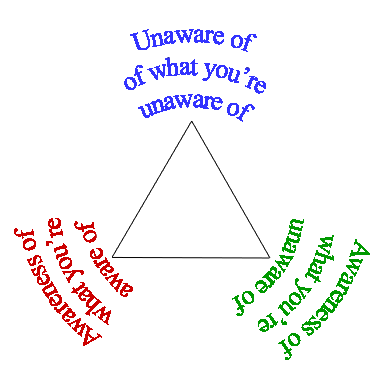 Unaware of
of what you're
unaware of
Awareness of
what you're
aware of
Awareness of
what you're
unaware of